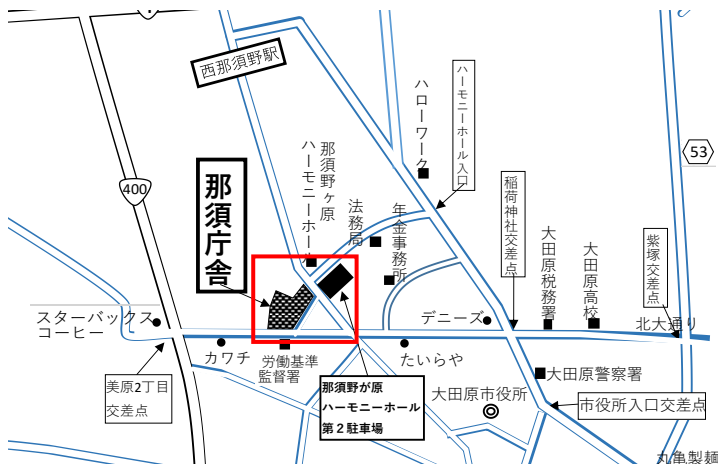 西那須野駅
ハローワーク
ハーモニーホール入口
53
400
那須野ヶ原
ハーモニーホール
法務局
年金事務所
稲荷神社交差点
大田原税務署
大田原高校
紫塚交差点
那須庁舎
スターバックス
コーヒー
デニーズ
北大通り
カワチ
労働基準
監督署
たいらや
美原2丁目
交差点
那須野が原
ハーモニーホール
第２駐車場
大田原市役所
大田原警察署
市役所入口交差点
丸亀製麺